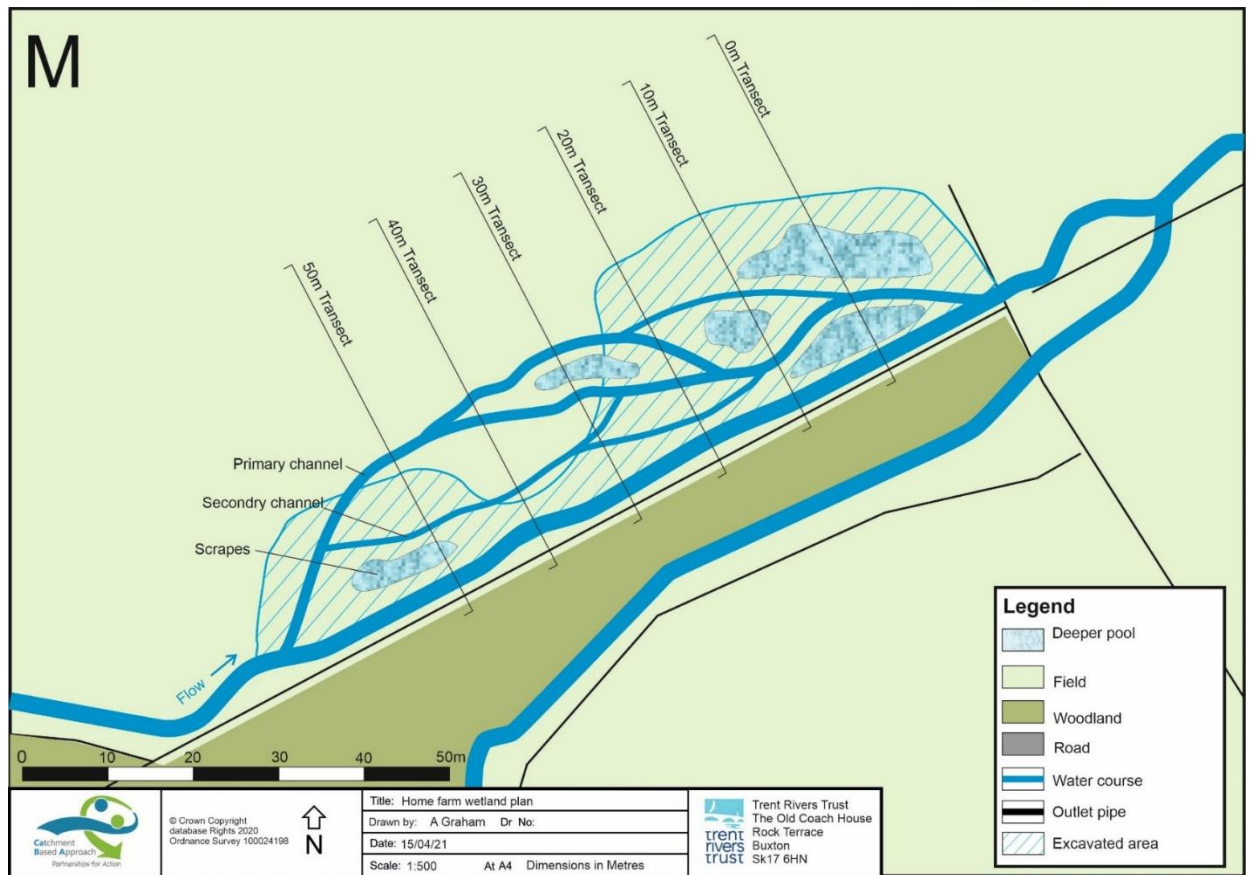 M
0m Transect
10m Transect
20m Transect
30m Transect
40m Transect
50m Transect
Primary channel
Secondry channel
Scrapes
Flow
0 10 20 30 40 50m
Legend
Deeper pool
Field
Woodland
Road
Water course
Outlet pipe
Excavated area
Catchment
Based Approach
Partnerships for Action
© Crown Copyright
database Rights 2020
Ordnance Survey 100024198
N
Title: Home farm wetland plan
Drawn by: A Graham Dr No:
Date: 15/04/21
Scale: 1:500 At A4 Dimensions in Metres
trent
rivers
trust
Trent Rivers Trust
The Old Coach House
Rock Terrace
Buxton
Sk17 6HN